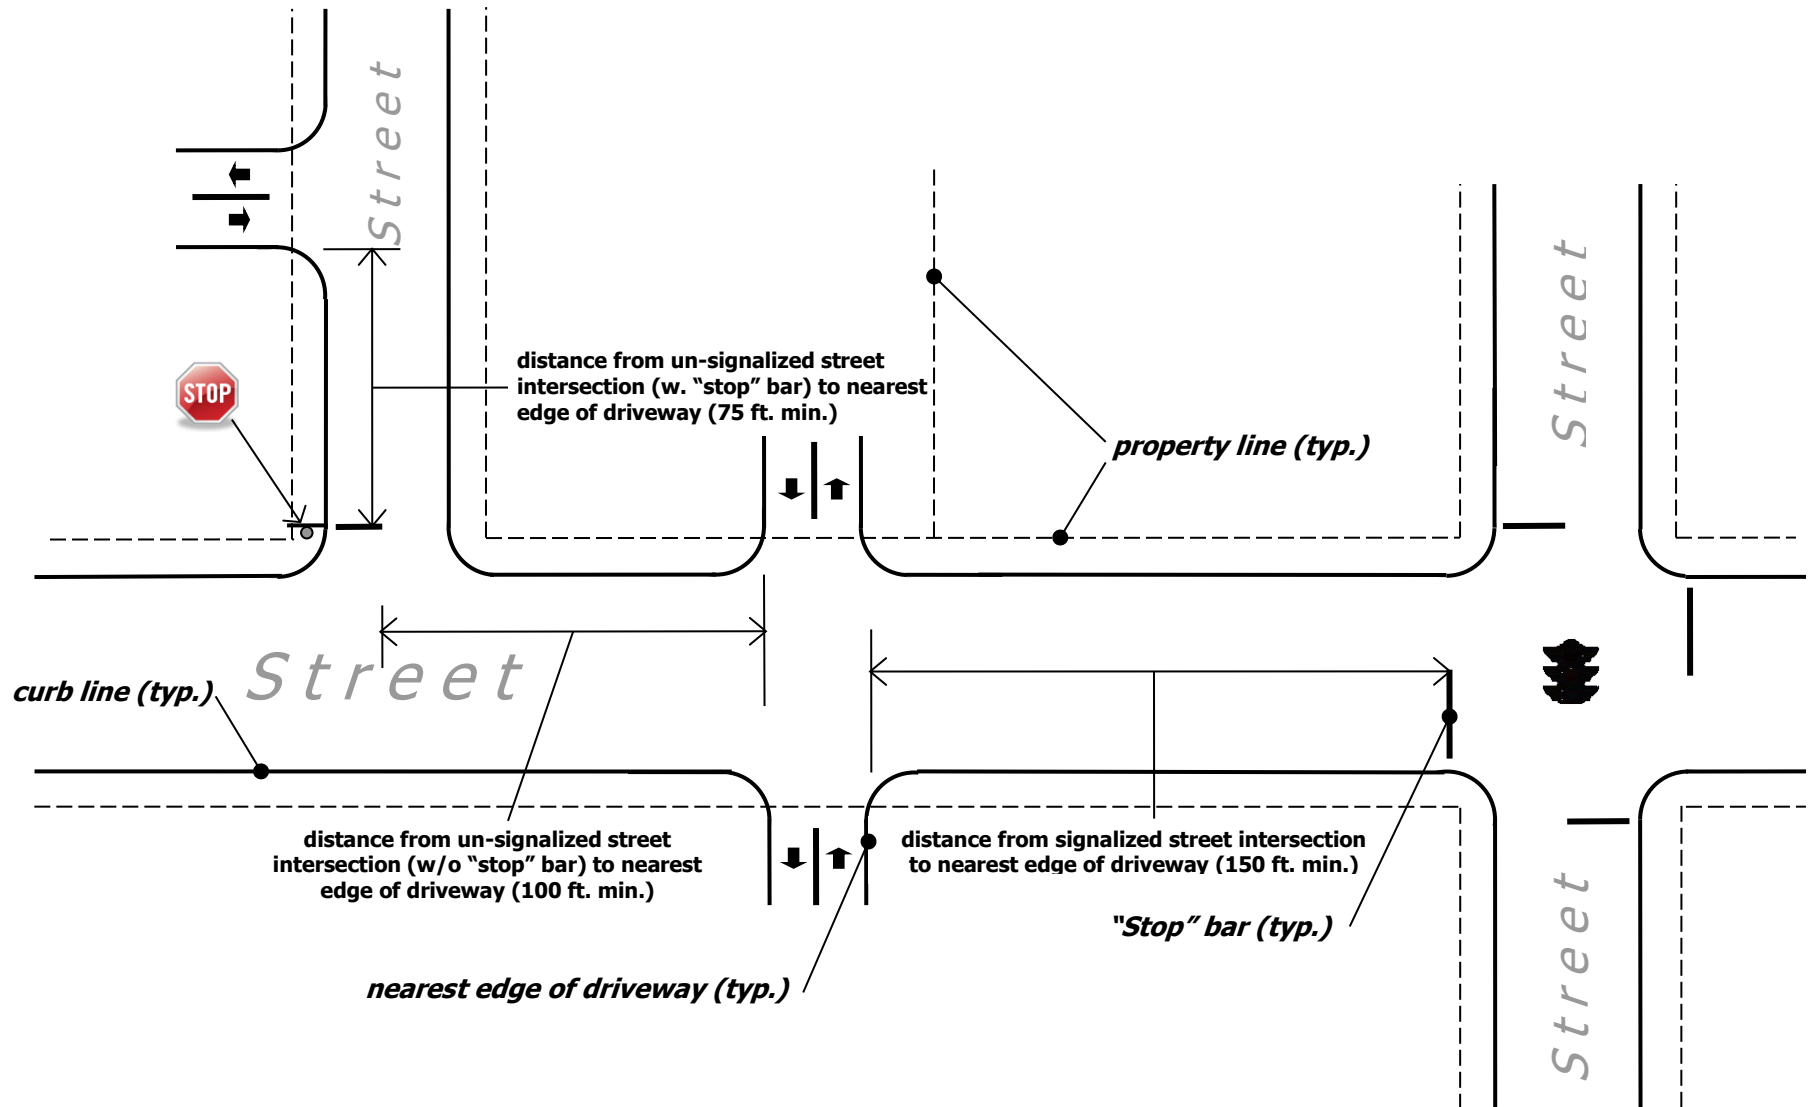 Street
STOP
distance from un-signalized street
intersection (w. “stop” bar) to nearest
edge of driveway (75 ft. min.)
Street
property line (typ.)
Street
curb line (typ.)
distance from un-signalized street
intersection (w/o “stop” bar) to nearest
edge of driveway (100 ft. min.)
distance from signalized street intersection
to nearest edge of driveway (150 ft. min.)
“Stop” bar (typ.)
nearest edge of driveway (typ.)
Street